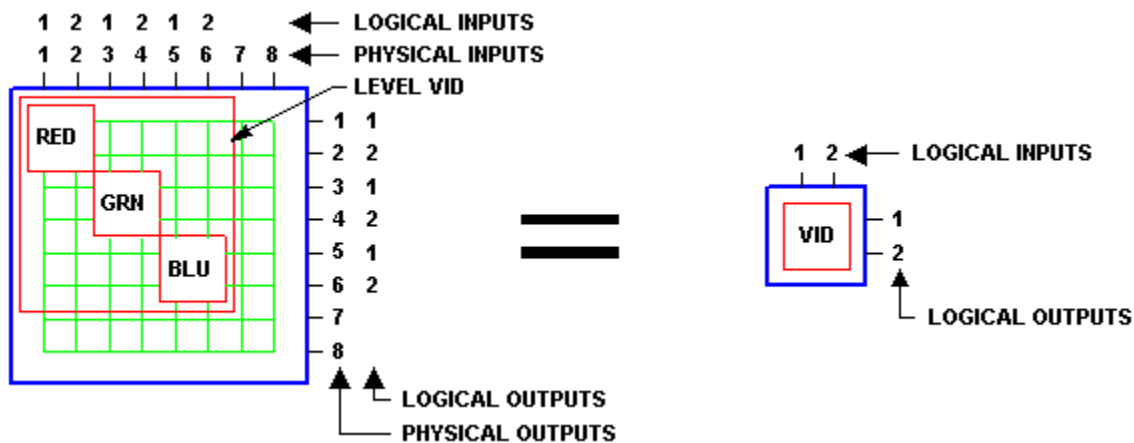 1 2 1 2 1 2 LOGICAL INPUTS
1 2 3 4 5 6 7 8 PHYSICAL INPUTS
LEVEL VID
RED
GRN
BLU
1 1
2 2
3 1
4 2
5 1
6 2
7
8
LOGICAL OUTPUTS
PHYSICAL OUTPUTS
1 2 LOGICAL INPUTS
VID
1
2
LOGICAL OUTPUTS